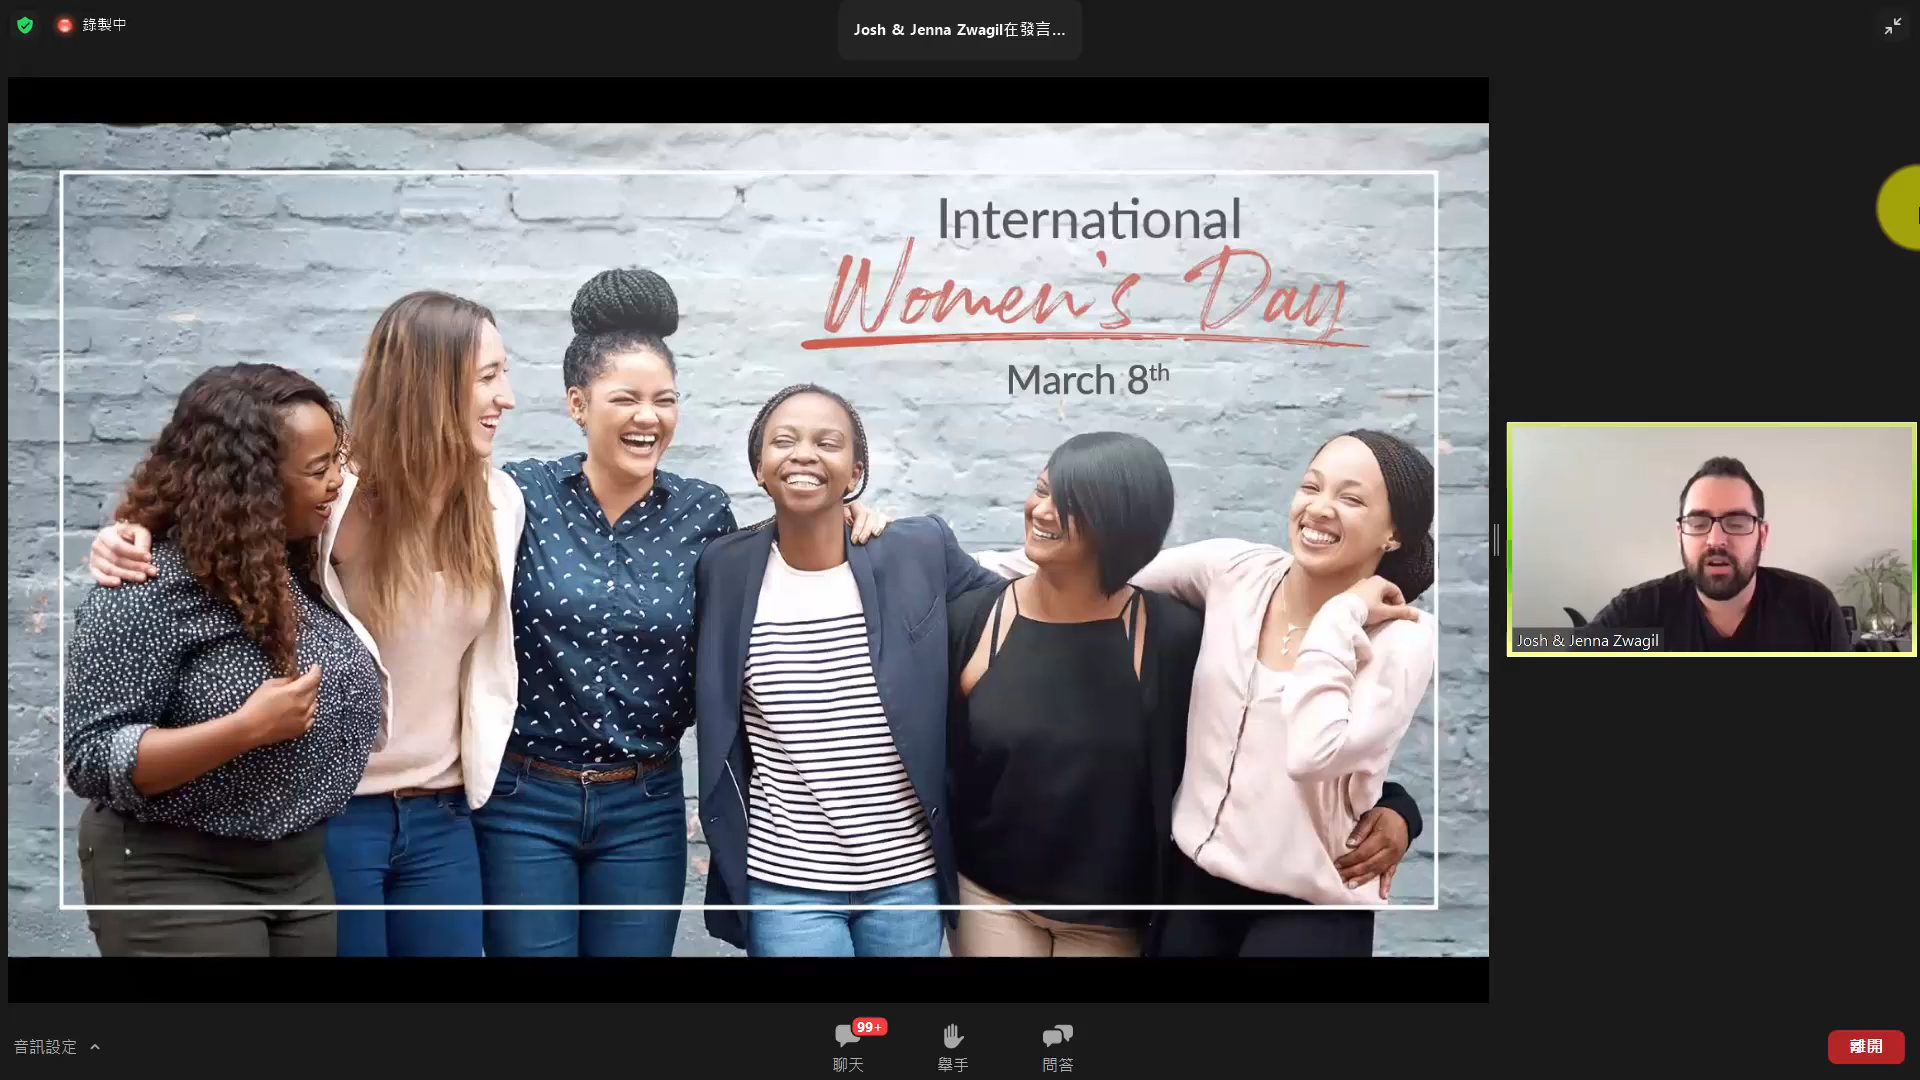 錄製中
Josh & Jenna Zwagil在發言...
International
Women's Day
March 8th
Josh & Jenna Zwagil
音訊設定
99+
聊天
舉手
問答
離開